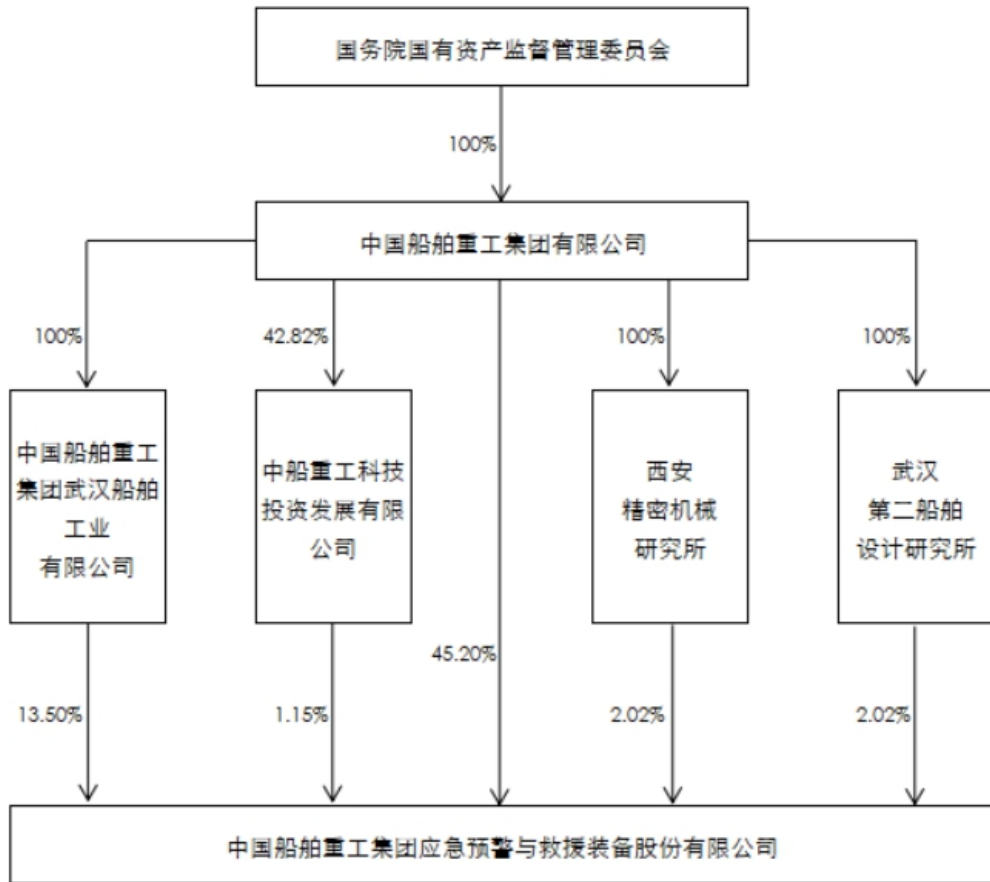 国务院国有资产监督管理委员会
100%
中国船舶重工集团有限公司
100%
42.82%
100%
100%
中国船舶重工
集团武汉船舶
工业
有限公司
中船重工科技
投资发展有限
公司
西安
精密机械
研究所
武汉
第二船舶
设计研究所
45.20%
13.50%
1.15%
2.02%
2.02%
中国船舶重工集团应急预警与救援装备股份有限公司